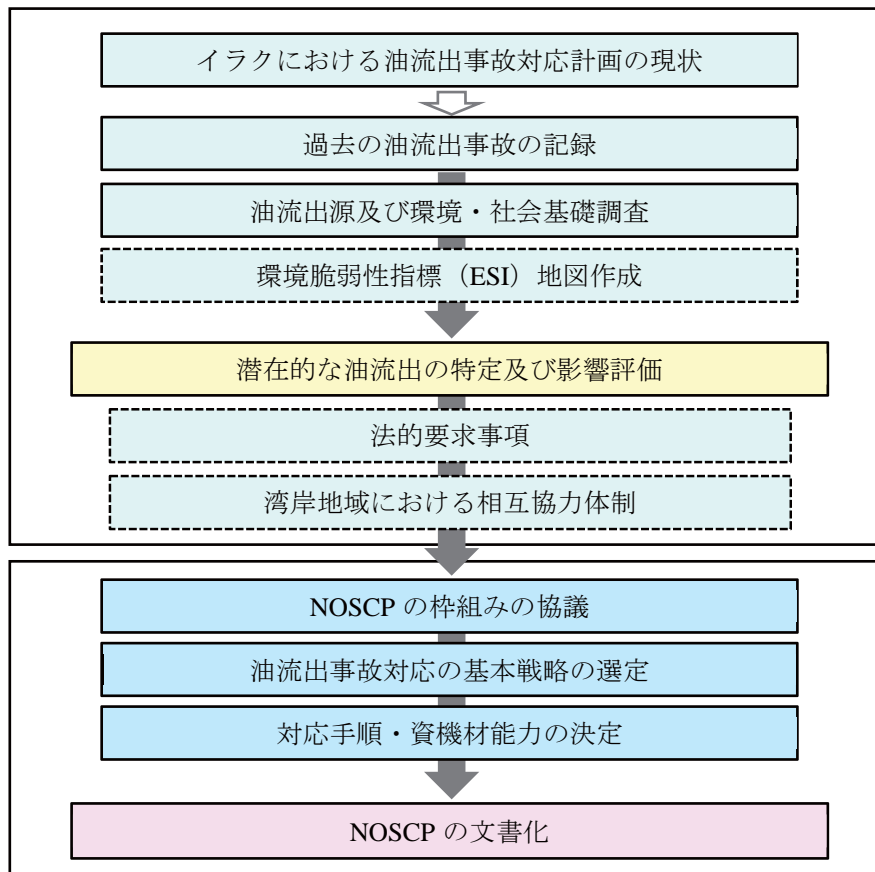 イラクにおける油流出事故対応計画の現状
過去の油流出事故の記録
油流出源及び環境・社会基礎調査
環境脆弱性指標（ESI）地図作成
潜在的な油流出の特定及び影響評価
法的要求事項
湾岸地域における相互協力体制
NOSCP の枠組みの協議
油流出事故対応の基本戦略の選定
対応手順・資機材能力の決定
NOSCP の文書化